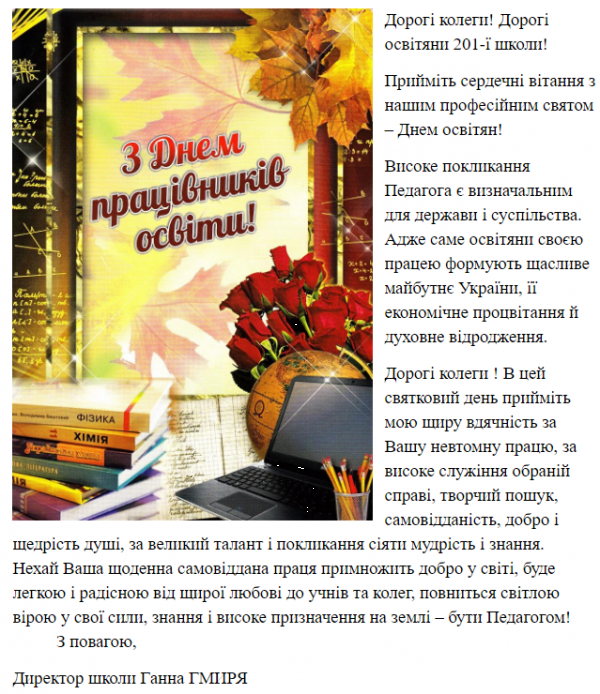 З Днем
працівників
освіти!
ФІЗИКА
ХІМІЯ
Дорогі колеги! Дорогі
освітяни 201-ї школи!
Прийміть сердечні вітання з
нашим професійним святом
– Днем освітян!
Високе покликання
Педагога є визначальним
для держави і суспільства.
Адже саме освітяни своєю
працею формують щасливе
майбутнє України, її
економічне процвітання й
духовне відродження.
Дорогі колеги ! В цей
святковий день прийміть
мою щиру вдячність за
Вашу невтомну працю, за
високе служіння обраній
справі, творчий пошук,
самовідданість, добро і
щедрість душі, за великий талант і покликання сіяти мудрість і знання.
Нехай Ваша щоденна самовіддана праця примножить добро у світі, буде
легкою і радісною від щирої любові до учнів та колег, повниться світлою
вірою у свої сили, знання і високе призначення на землі – бути Педагогом!
З повагою,
Директор школи Ганна ГМИРЯ